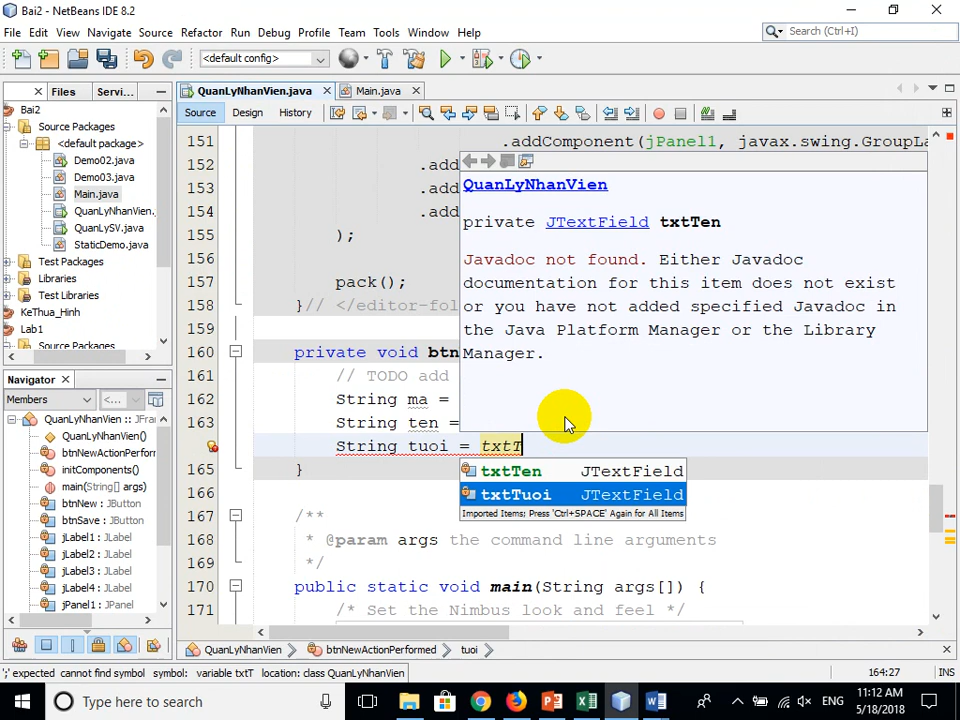 Bai2 - NetBeans IDE 8.2
File Edit View Navigate Source Refactor Run Debug Profile Team Tools Window Help
Search (Ctrl+I)
<default config>
Files Servi...
QuanLyNhanVien.java Main.java
Source Design History
Bai2
Source Packages
<default package>
Demo02.java
Demo03.java
Main.java
QuanLyNhanVien.
QuanLySV.java
StaticDemo.java
Test Packages
Libraries
Test Libraries
KeThua_Hinh
Lab1
Source Packages
151 .addComponent(jPanel1, javax.swing.GroupLa
152 .add
153 .add
154 .add
155 );
156
157 pack();
158 }// </editor-fol
159
160 private void btn
161 // TODO add
162 String ma =
163 String ten =
String tuoi = txtT
165 }
166
167 /**
168 * @param args the command line arguments
169 */
170 public static void main(String args[]) {
171 /* Set the Nimbus look and feel */
QuanLyNhanVien
private JTextField txtTen
Javadoc not found. Either Javadoc
documentation for this item does not exist
or you have not added specified Javadoc in
the Java Platform Manager or the Library
Manager.
txtTen JTextField
txtTuoi JTextField
Imported Items; Press 'Ctrl+SPACE' Again for All Items
Navigator
Members <...
QuanLyNhanVien :: JFram
QuanLyNhanVien()
btnNewActionPerform
initComponents()
main(String[] args)
btnNew : JButton
btnSave : JButton
jLabel1 : JLabel
jLabel2 : JLabel
jLabel3 : JLabel
jLabel4 : JLabel
jPanel1 : JPanel
QuanLyNhanVien btnNewActionPerformed tuoi
';' expected cannot find symbol symbol: variable txtT location: class QuanLyNhanVien
164:27 INS
Type here to search
ENG
11:12 AM
5/18/2018